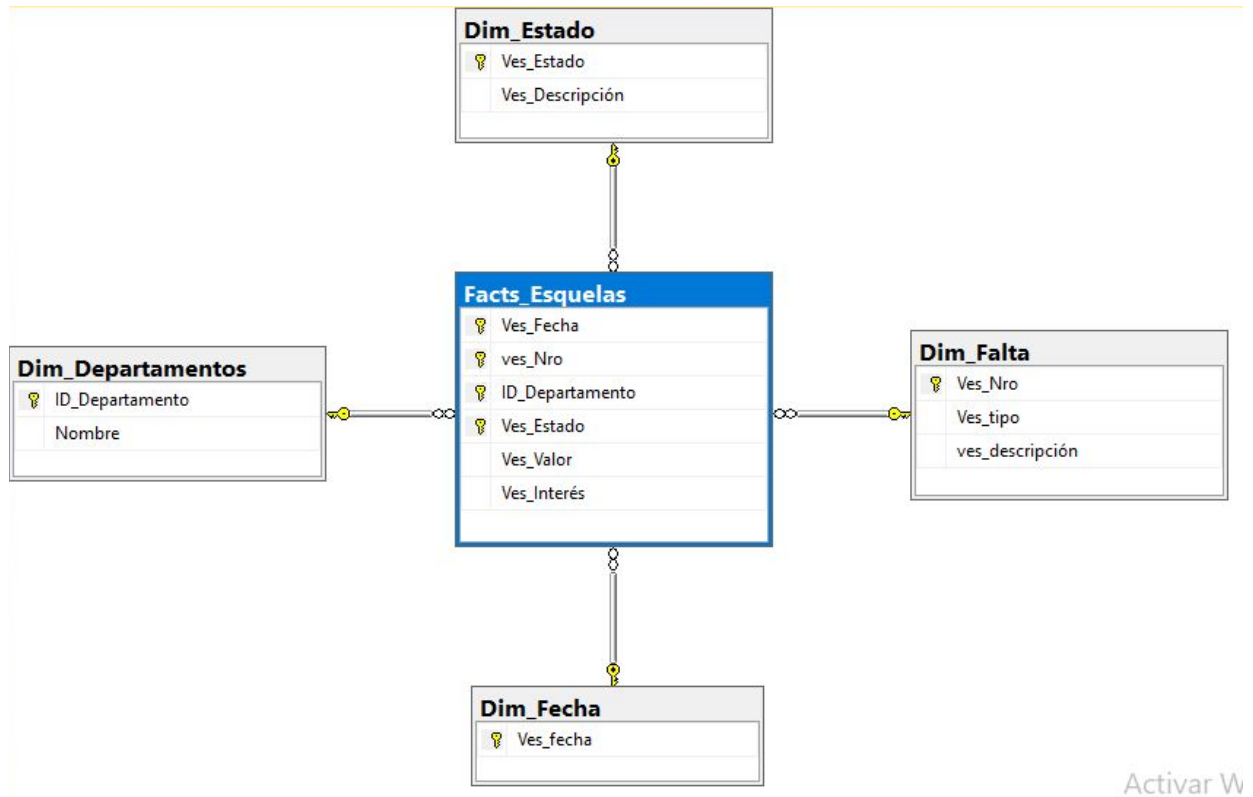 Dim_Estado
Ves_Estado
Ves_Descripción
Facts_Esquelas
Ves_Fecha
ves_Nro
ID_Departamento
Ves_Estado
Ves_Valor
Ves_Interés
Dim_Departamentos
ID_Departamento
Nombre
Dim_Falta
Ves_Nro
Ves_tipo
ves_descripción
Dim_Fecha
Ves_fecha
Activar W